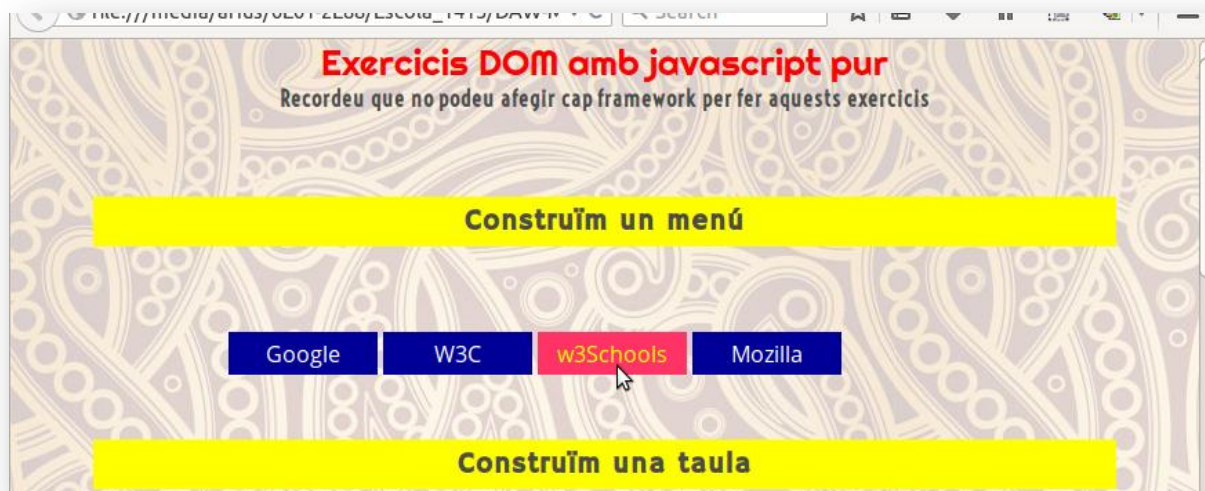 Exercicis DOM amb javascript pur
Recordeu que no podeu afegir cap framework per fer aquests exercicis
Construïm un menú
Google W3C w3Schools Mozilla
Construïm una taula